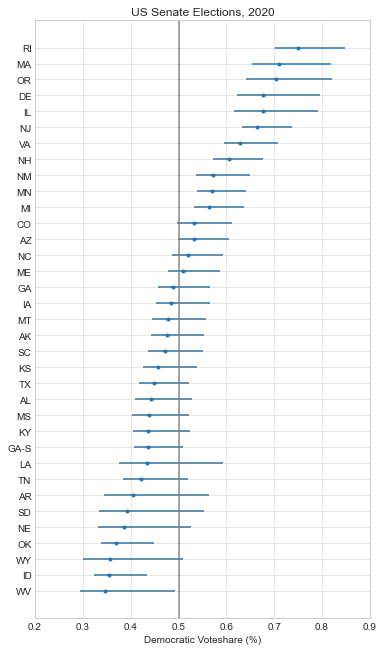 US Senate Elections, 2020
RI
MA
OR
DE
IL
NJ
VA
NH
NM
MN
MI
CO
AZ
NC
ME
GA
IA
MT
AK
SC
KS
TX
AL
MS
KY
GA-S
LA
TN
AR
SD
NE
OK
WY
ID
WV
0.2 0.3 0.4 0.5 0.6 0.7 0.8 0.9
Democratic Voteshare (%)